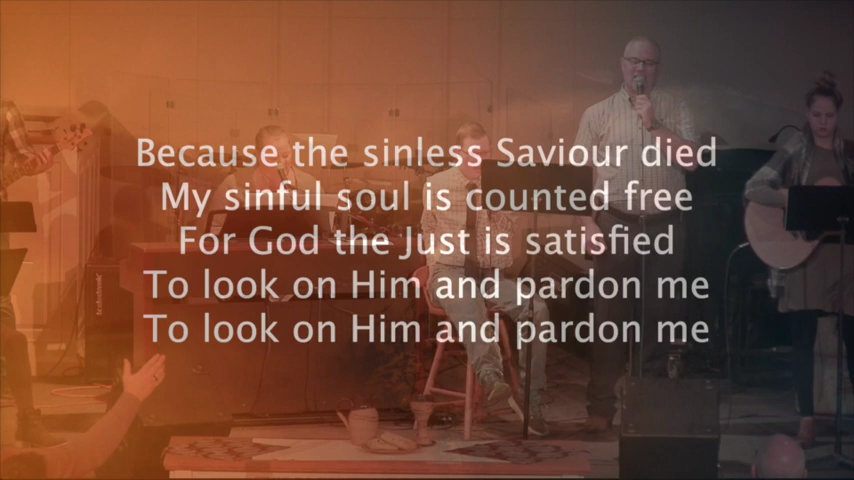 Because the sinless Saviour died
My sinful soul is counted free
For God the Just is satisfied
To look on Him and pardon me
To look on Him and pardon me